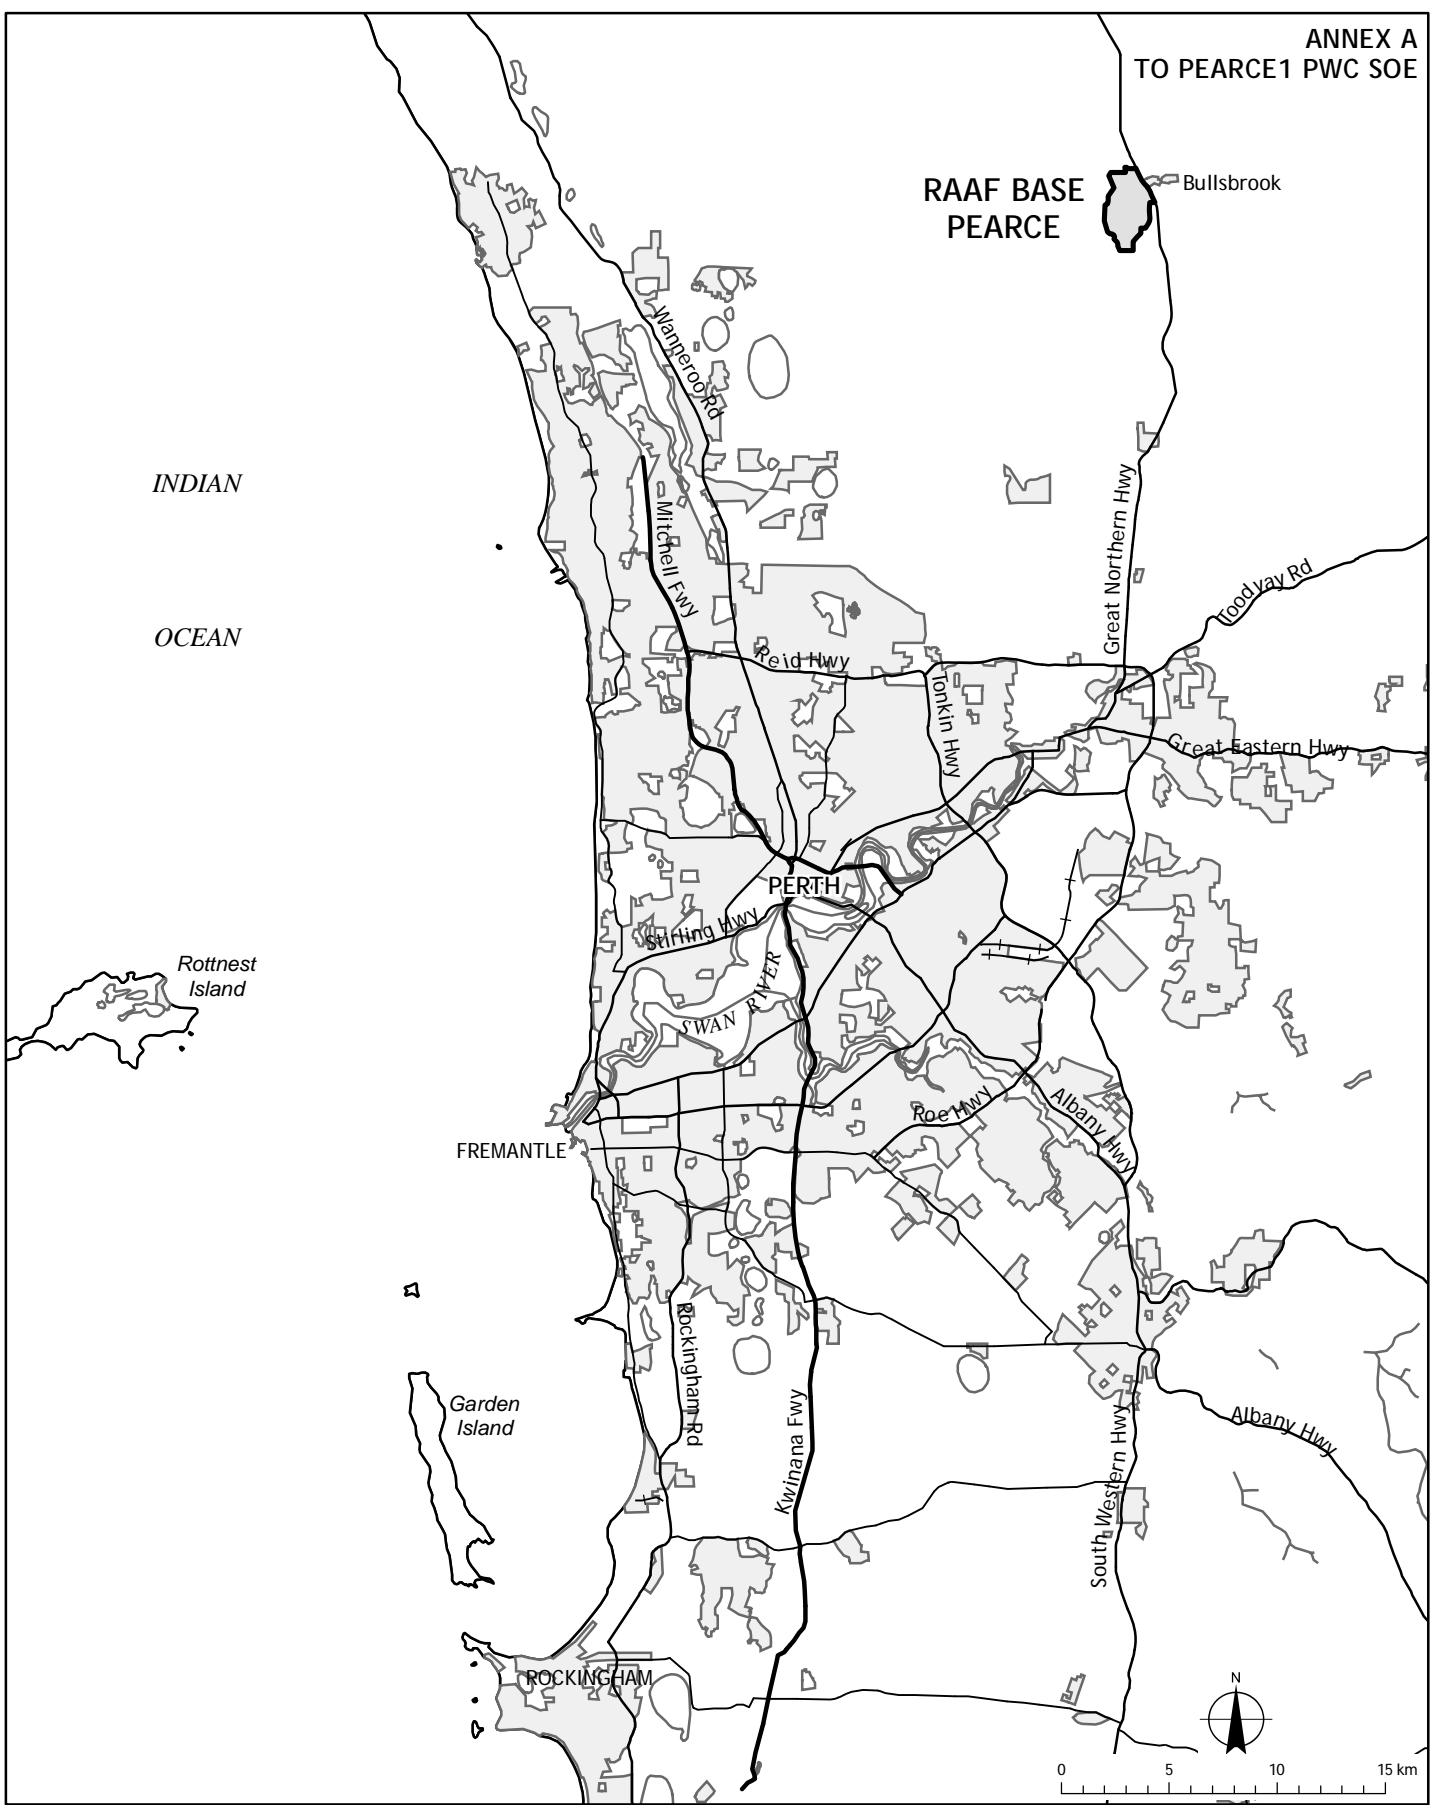 ANNEX A
TO PEARCE1 PWC SOE
RAAF BASE
PEARCE
Bullsbrook
Wanneroo Rd
INDIAN
Mitchell Fwy
Great Northern Hwy
Toodyay Rd
OCEAN
Reid Hwy
Tonkin Hwy
Great Eastern Hwy
PERTH
Stirling Hwy
Rottnest
Island
SWAN RIVER
Roe Hwy
Albany Hwy
FREMANTLE
Rockingham Rd
Garden
Island
Kwinana Fwy
South Western Hwy
Albany Hwy
ROCKINGHAM
N
0 5 10 15 km